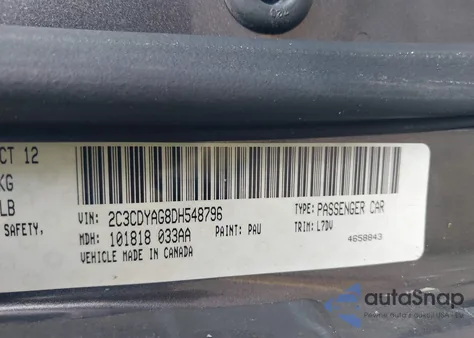 CT 12
KG
LB
SAFETY,
VIN: 2C3CDYAG8DH548796
TYPE: PASSENGER CAR
MDH: 101818 033AA
PAINT: PAU
TRIM: L7DV
VEHICLE MADE IN CANADA
4658843
autoSnap